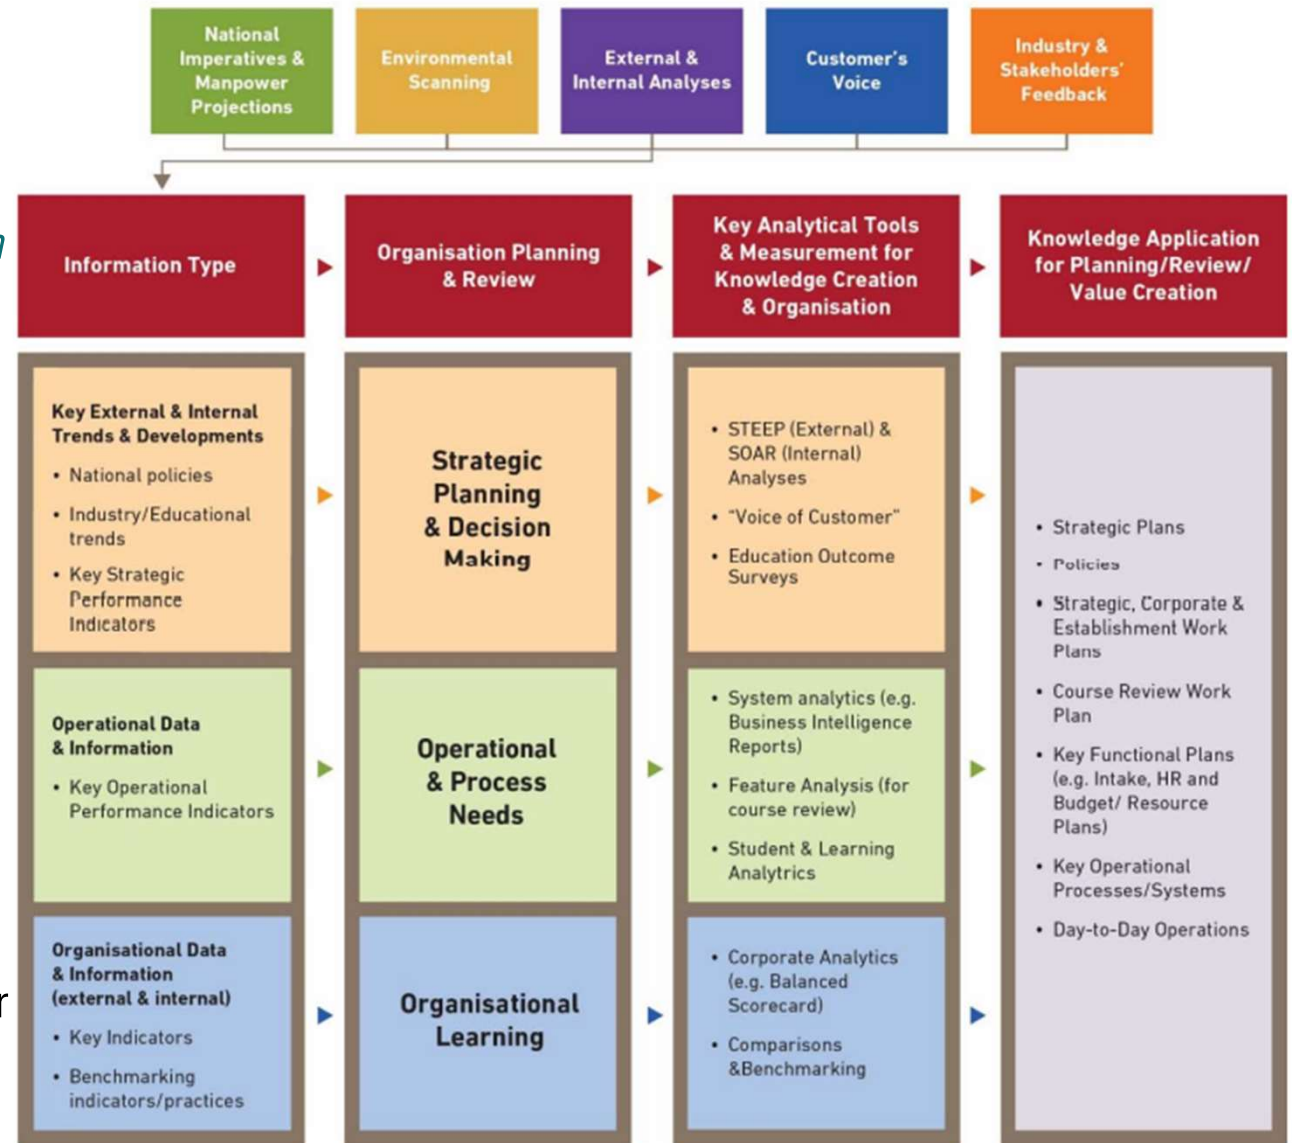 National
Imperatives &
Manpower
Projections
Environmental
Scanning
External &
Internal Analyses
Customer's
Voice
Industry &
Stakeholders'
Feedback
Information Type
Organisation Planning
& Review
Key Analytical Tools
& Measurement for
Knowledge Creation
& Organisation
Knowledge Application
for Planning/Review/
Value Creation
Key External & Internal
Trends & Developments
• National policies
• Industry/Educational
trends
• Key Strategic
Performance
Indicators
Strategic
Planning
& Decision
Making
• STEEP (External) &
SOAR (Internal)
Analyses
• “Voice of Customer”
• Education Outcome
Surveys
Operational Data
& Information
• Key Operational
Performance Indicators
Operational
& Process
Needs
• System analytics (e.g.
Business Intelligence
Reports)
• Feature Analysis (for
course review)
• Student & Learning
Analytrics
Organisational Data
& Information
(external & internal)
• Key Indicators
• Benchmarking
indicators/practices
Organisational
Learning
• Corporate Analytics
(e.g. Balanced
Scorecard)
• Comparisons
&Benchmarking
• Strategic Plans
• Policies
• Strategic, Corporate &
Establishment Work
Plans
• Course Review Work
Plan
• Key Functional Plans
(e.g. Intake, HR and
Budget/ Resource
Plans)
• Key Operational
Processes/Systems
• Day-to-Day Operations